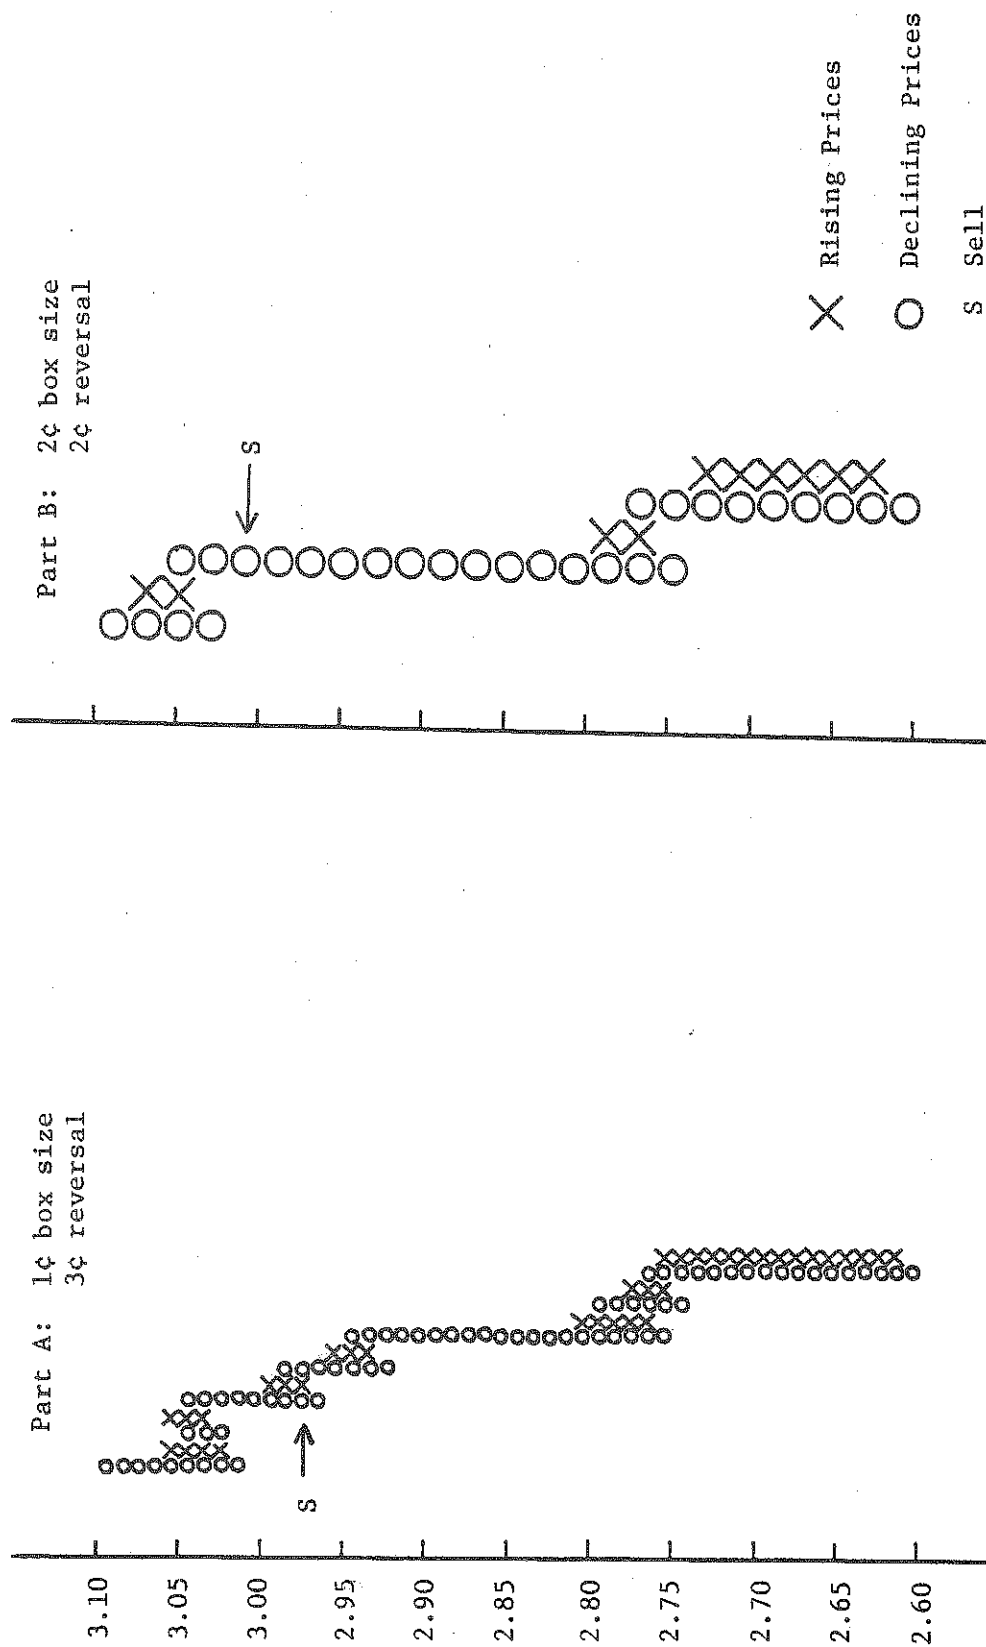 Part A: 1¢ box size
3¢ reversal
Part B: 2¢ box size
2¢ reversal
3.10
3.05
3.00
2.95
2.90
2.85
2.80
2.75
2.70
2.65
2.60
S
S
X Rising Prices
O Declining Prices
S Sell